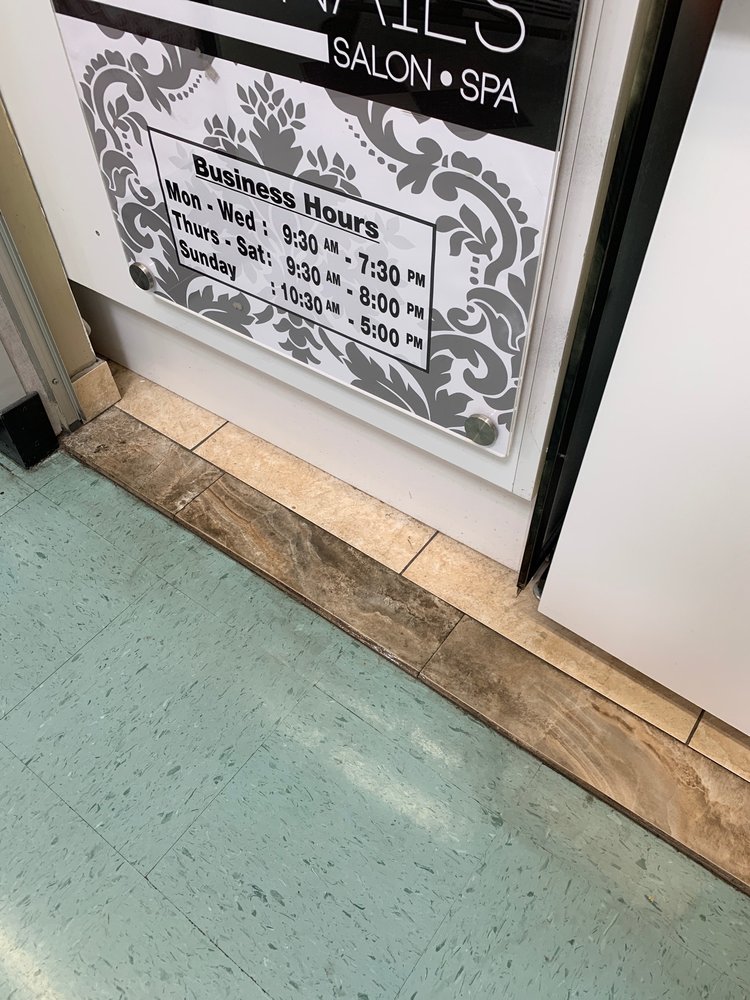 NAILS
SALON • SPA
Business Hours
Mon - Wed : 9:30 AM - 7:30 PM
Thurs - Sat : 9:30 AM - 8:00 PM
Sunday : 10:30 AM - 5:00 PM